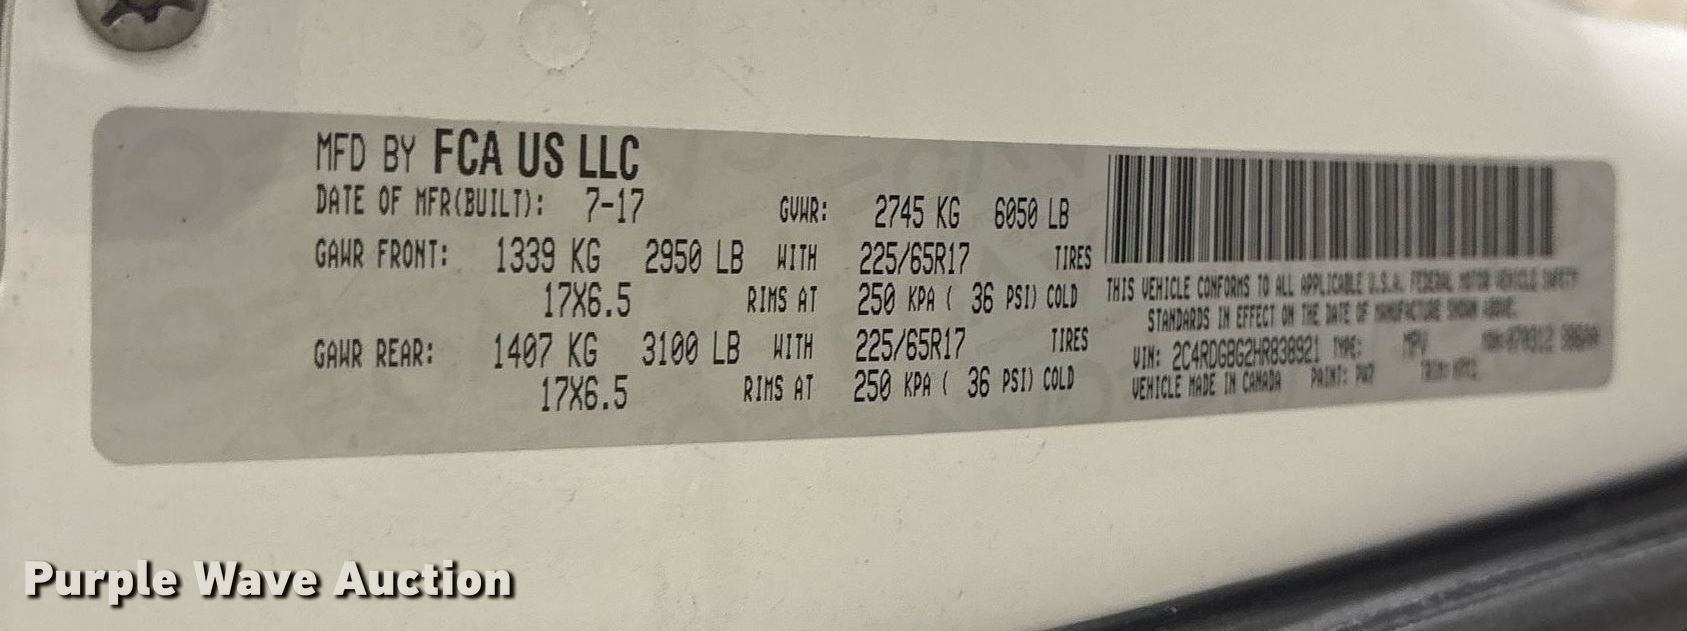 MFD BY FCA US LLC
DATE OF MFR(BUILT): 7-17 GVWR: 2745 KG 6050 LB
GAWR FRONT: 1339 KG 2950 LB WITH 225/65R17 TIRES
17X6.5 RIMS AT 250 KPA ( 36 PSI) COLD
GAWR REAR: 1407 KG 3100 LB WITH 225/65R17 TIRES
17X6.5 RIMS AT 250 KPA ( 36 PSI) COLD
THIS VEHICLE CONFORMS TO ALL APPLICABLE U.S.A. FEDERAL MOTOR VEHICLE SAFETY
STANDARDS IN EFFECT ON THE DATE OF MANUFACTURE SHOWN ABOVE.
VIN: 2C4RDGBG2HR838921 TYPE: MPV
VEHICLE MADE IN CANADA PAINT: PW7
Purple Wave Auction